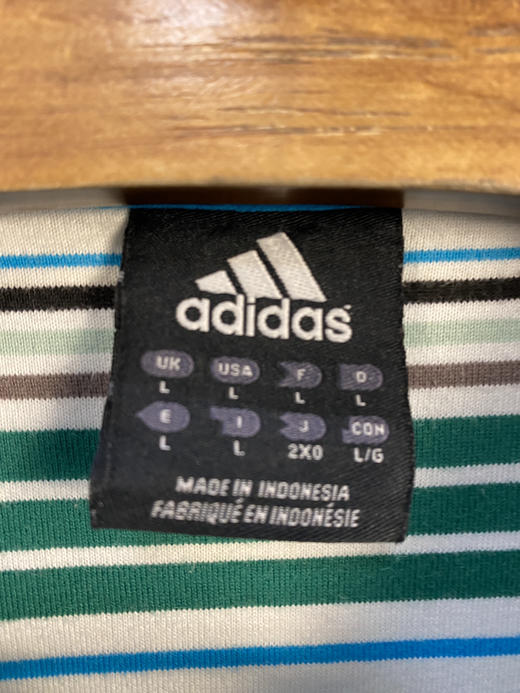 adidas
UK USA F D
L L L L
E I J CON
L L 2XO L/G
MADE IN INDONESIA
FABRIQUÉ EN INDONÉSIE